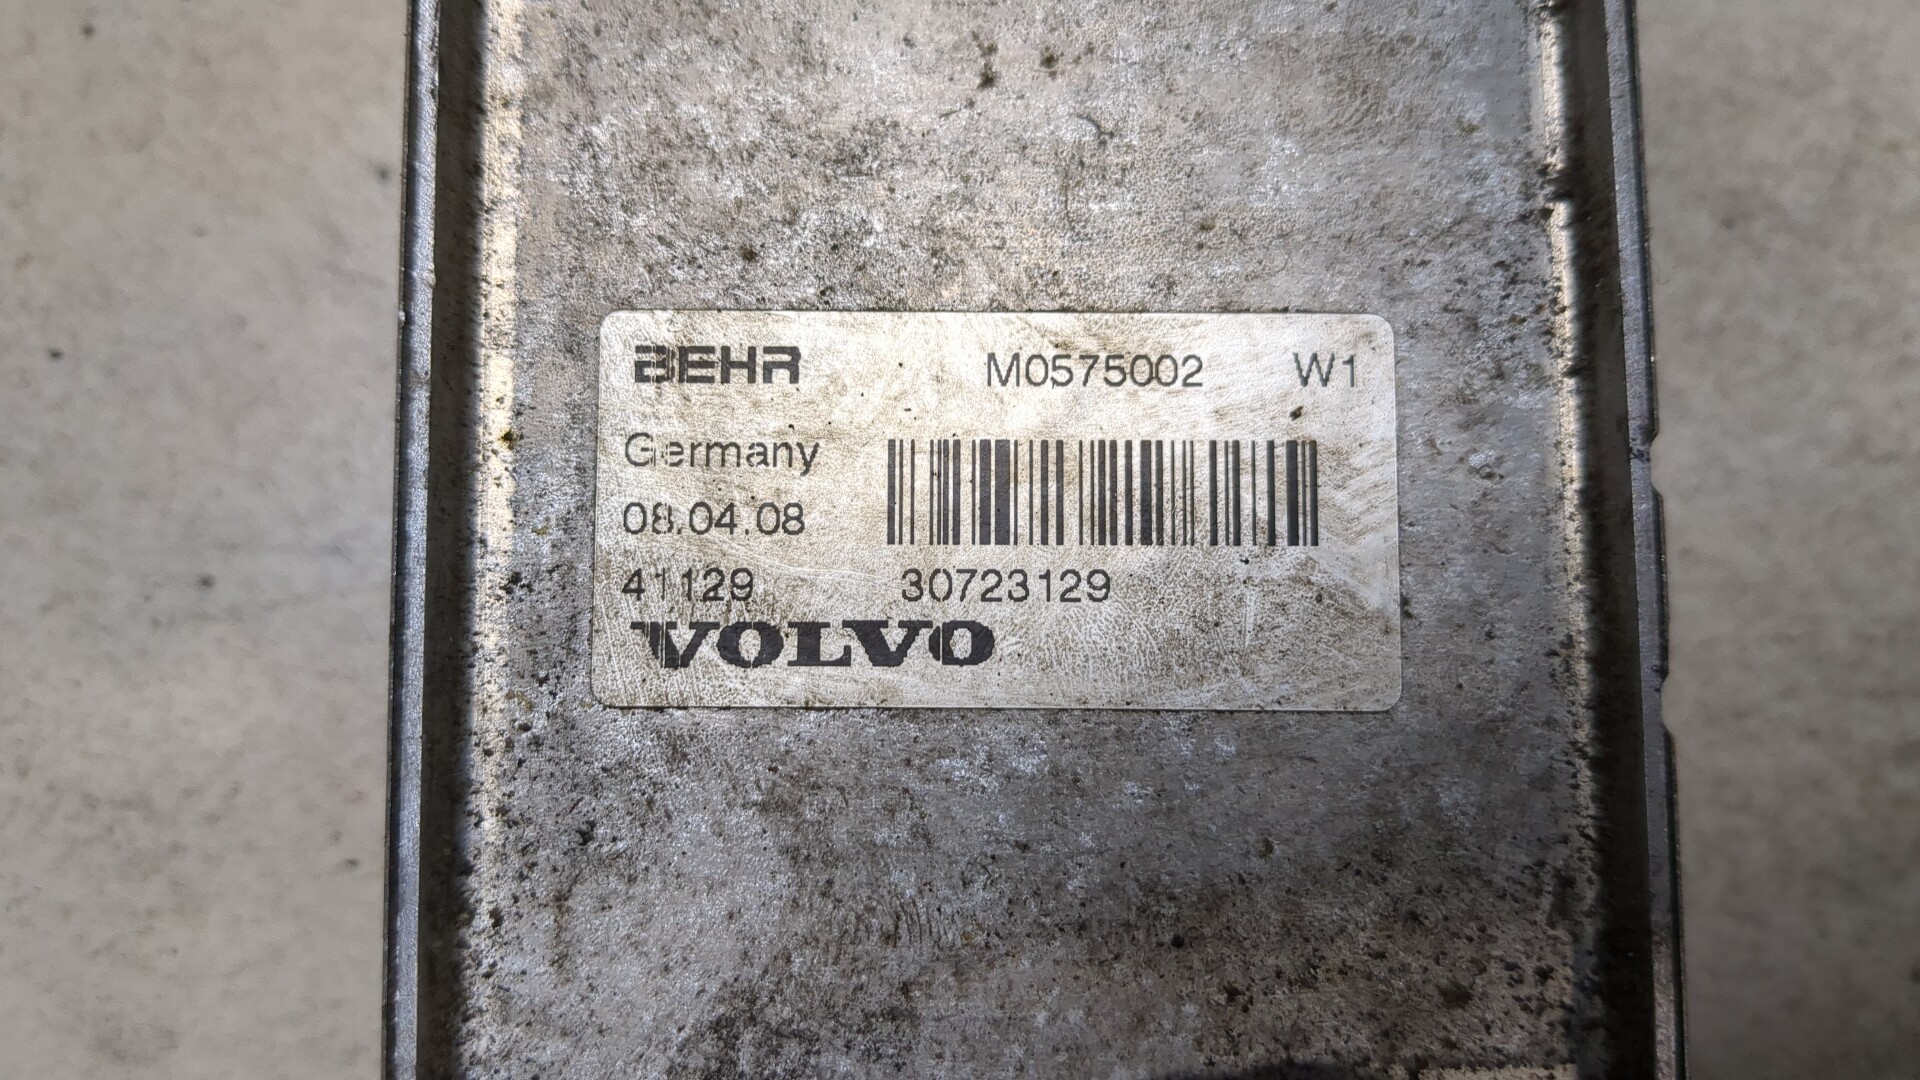 BEHR M0575002 W1
Germany
08.04.08
41129 30723129
VOLVO